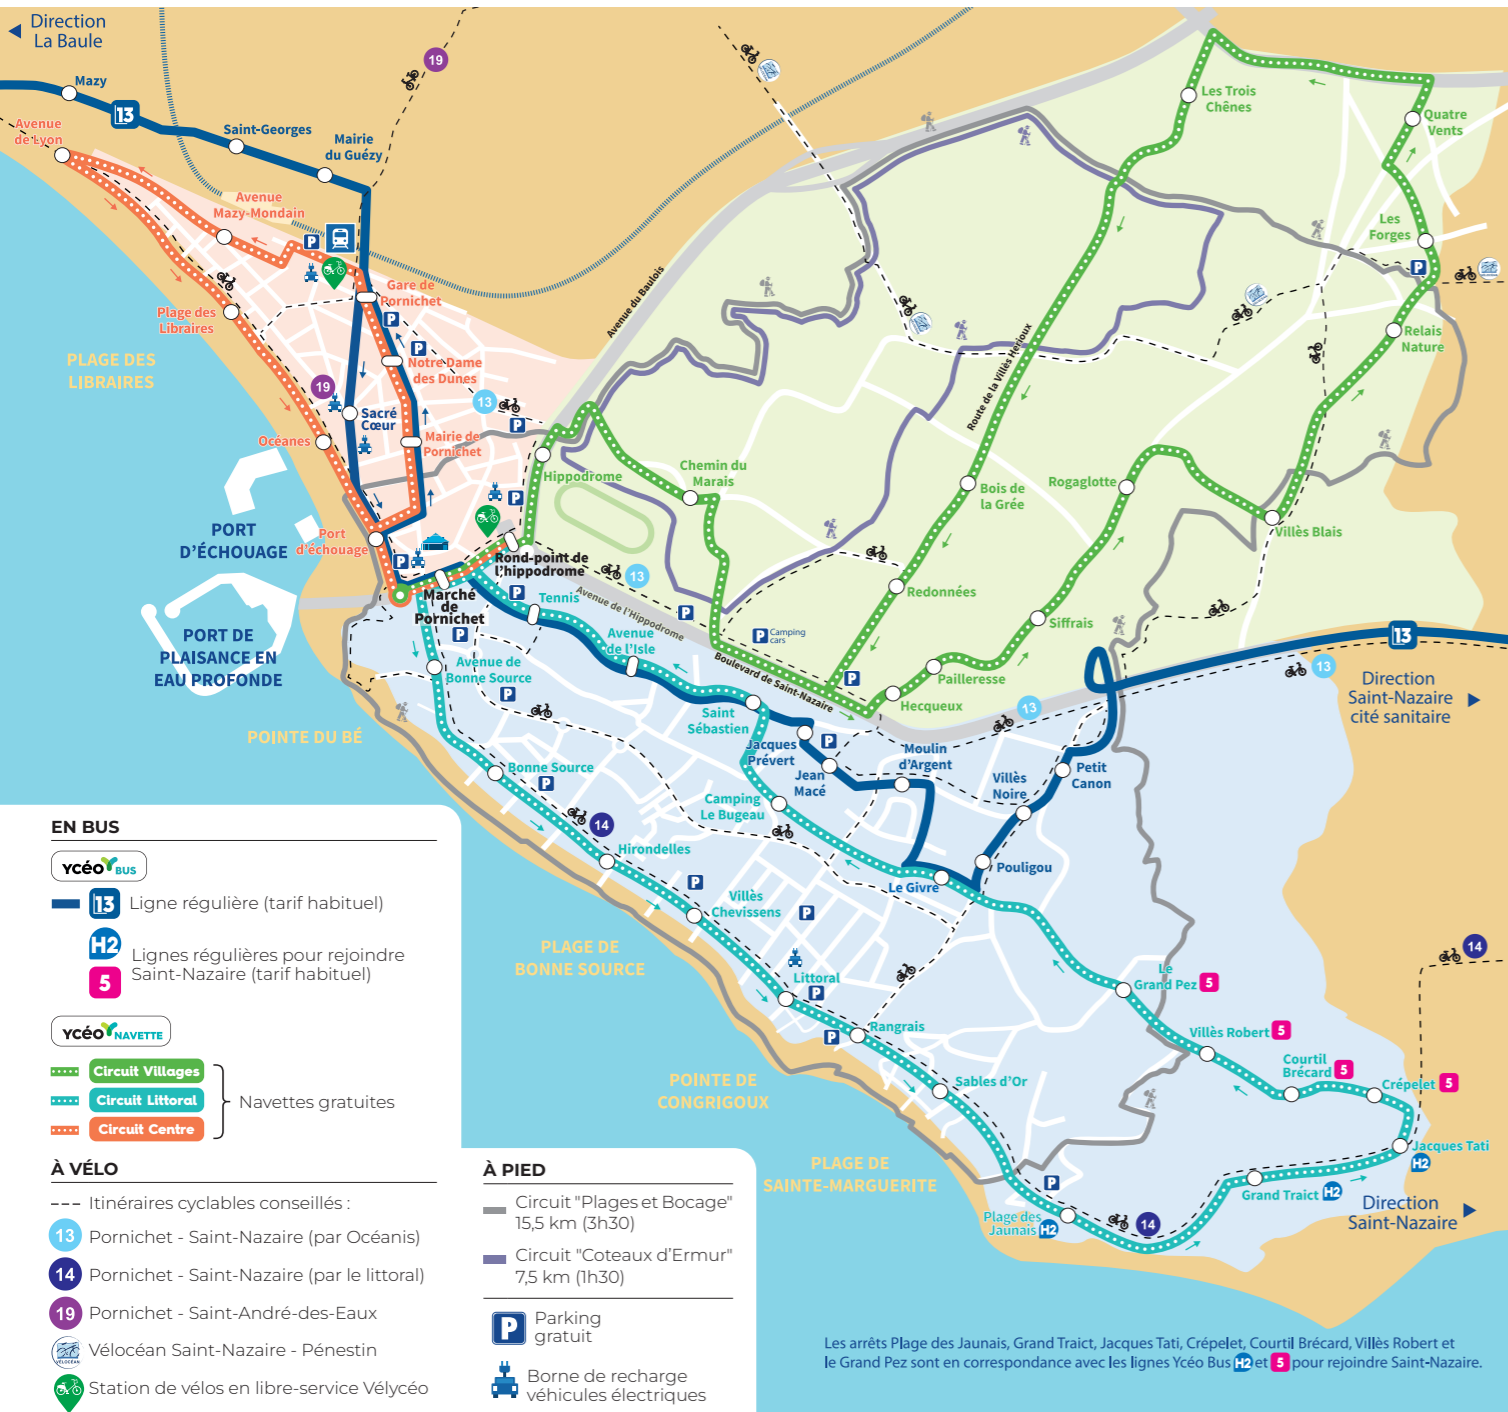 Direction
La Baule
19
Mazy
13
Avenue
de Lyon
Saint-Georges
Mairie
du Guézy
Avenue
Mazy-Mondain
P
Gare de
Pornichet
P
Plage des
Libraires
P
Notre Dame
des Dunes
PLAGE DES
LIBRAIRES
19
13
Sacré
Cœur
P
Océanes
Mairie de
Pornichet
Avenue du Baulois
Hippodrome
Chemin du
Marais
P
Les Trois
Chênes
Quatre
Vents
Les
Forges
P
Relais
Nature
Route de la Villès Herioux
Bois de
la Grée
Rogaglotte
Villès Blais
PORT
D'ÉCHOUAGE
Port
d'échouage
P
Rond-point de
l'hippodrome
13
Redonnées
Marché
de
Pornichet
P
Tennis
Avenue de l'Hippodrome
P
P Camping
cars
Siffrais
PORT DE
PLAISANCE EN
EAU PROFONDE
P
Avenue
de l'Isle
Avenue de
Bonne Source
P
Boulevard de Saint-Nazaire
P
Pailleresse
Hecqueux
13
13
Direction
Saint-Nazaire
cité sanitaire
13
POINTE DU BÉ
Saint
Sébastien
Jacques
Prévert
P
Jean
Macé
Moulin
d'Argent
Villès
Noire
Petit
Canon
Bonne Source
P
Camping
Le Bugeau
14
Hirondelles
Pouligou
Le Givre
P
Villès
Chevissens
P
PLAGE DE
BONNE SOURCE
Littoral
P
Le
Grand Pez 5
14
P
Rangrais
Villès Robert 5
Courtil
Brécard 5
Crépelet 5
POINTE DE
CONGRIGOUX
Sables d'Or
Jacques Tati
H2
PLAGE DE
SAINTE-MARGUERITE
P
Grand Traict H2
Plage des
Jaunais H2
14
Direction
Saint-Nazaire
EN BUS
YCÉO BUS
13 Ligne régulière (tarif habituel)
H2
5
Lignes régulières pour rejoindre
Saint-Nazaire (tarif habituel)
YCÉO NAVETTE
Circuit Villages
Circuit Littoral
Circuit Centre
Navettes gratuites
À VÉLO
Itinéraires cyclables conseillés :
13 Pornichet - Saint-Nazaire (par Océanis)
14 Pornichet - Saint-Nazaire (par le littoral)
19 Pornichet - Saint-André-des-Eaux
Vélocéan Saint-Nazaire - Pénestin
Station de vélos en libre-service Vélycéo
À PIED
Circuit "Plages et Bocage"
15,5 km (3h30)
Circuit "Coteaux d'Ermur"
7,5 km (1h30)
P Parking
gratuit
Borne de recharge
véhicules électriques
Les arrêts Plage des Jaunais, Grand Traict, Jacques Tati, Crépelet, Courtil Brécard, Villès Robert et
le Grand Pez sont en correspondance avec les lignes Ycéo Bus H2 et 5 pour rejoindre Saint-Nazaire.